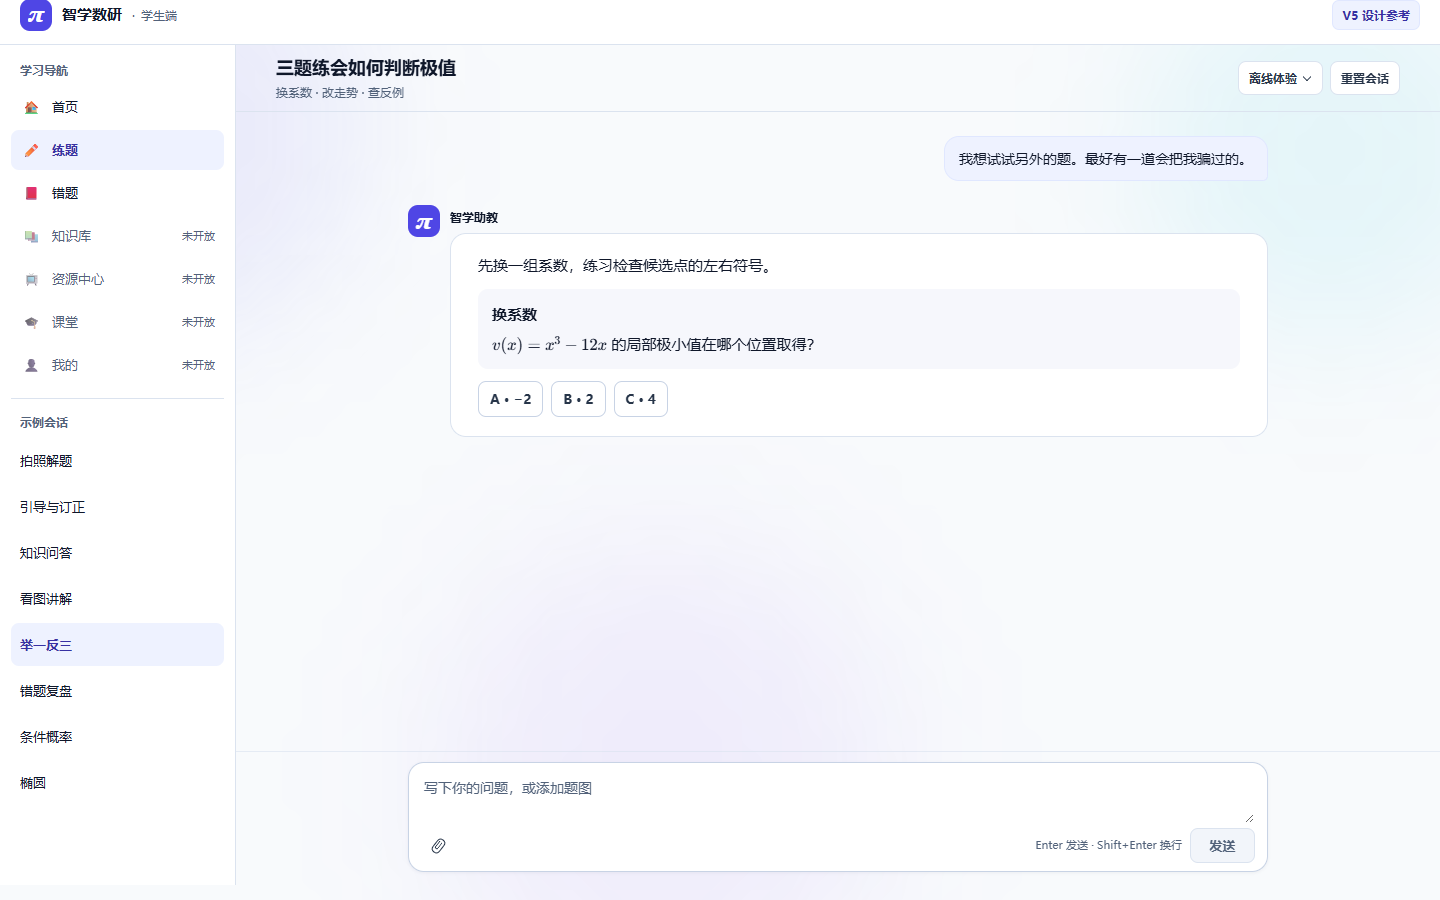 π 智学数研 · 学生端
V5 设计参考
学习导航
首页
练题
错题
知识库 未开放
资源中心 未开放
课堂 未开放
我的 未开放
示例会话
拍照解题
引导与订正
知识问答
看图讲解
举一反三
错题复盘
条件概率
椭圆
三题练会如何判断极值
换系数 · 改走势 · 查反例
离线体验
重置会话
我想试试另外的题。最好有一道会把我骗过的。
π 智学助教
先换一组系数，练习检查候选点的左右符号。
换系数
v(x) = x³ − 12x 的局部极小值在哪个位置取得？
A • −2
B • 2
C • 4
写下你的问题，或添加题图
Enter 发送 · Shift+Enter 换行
发送